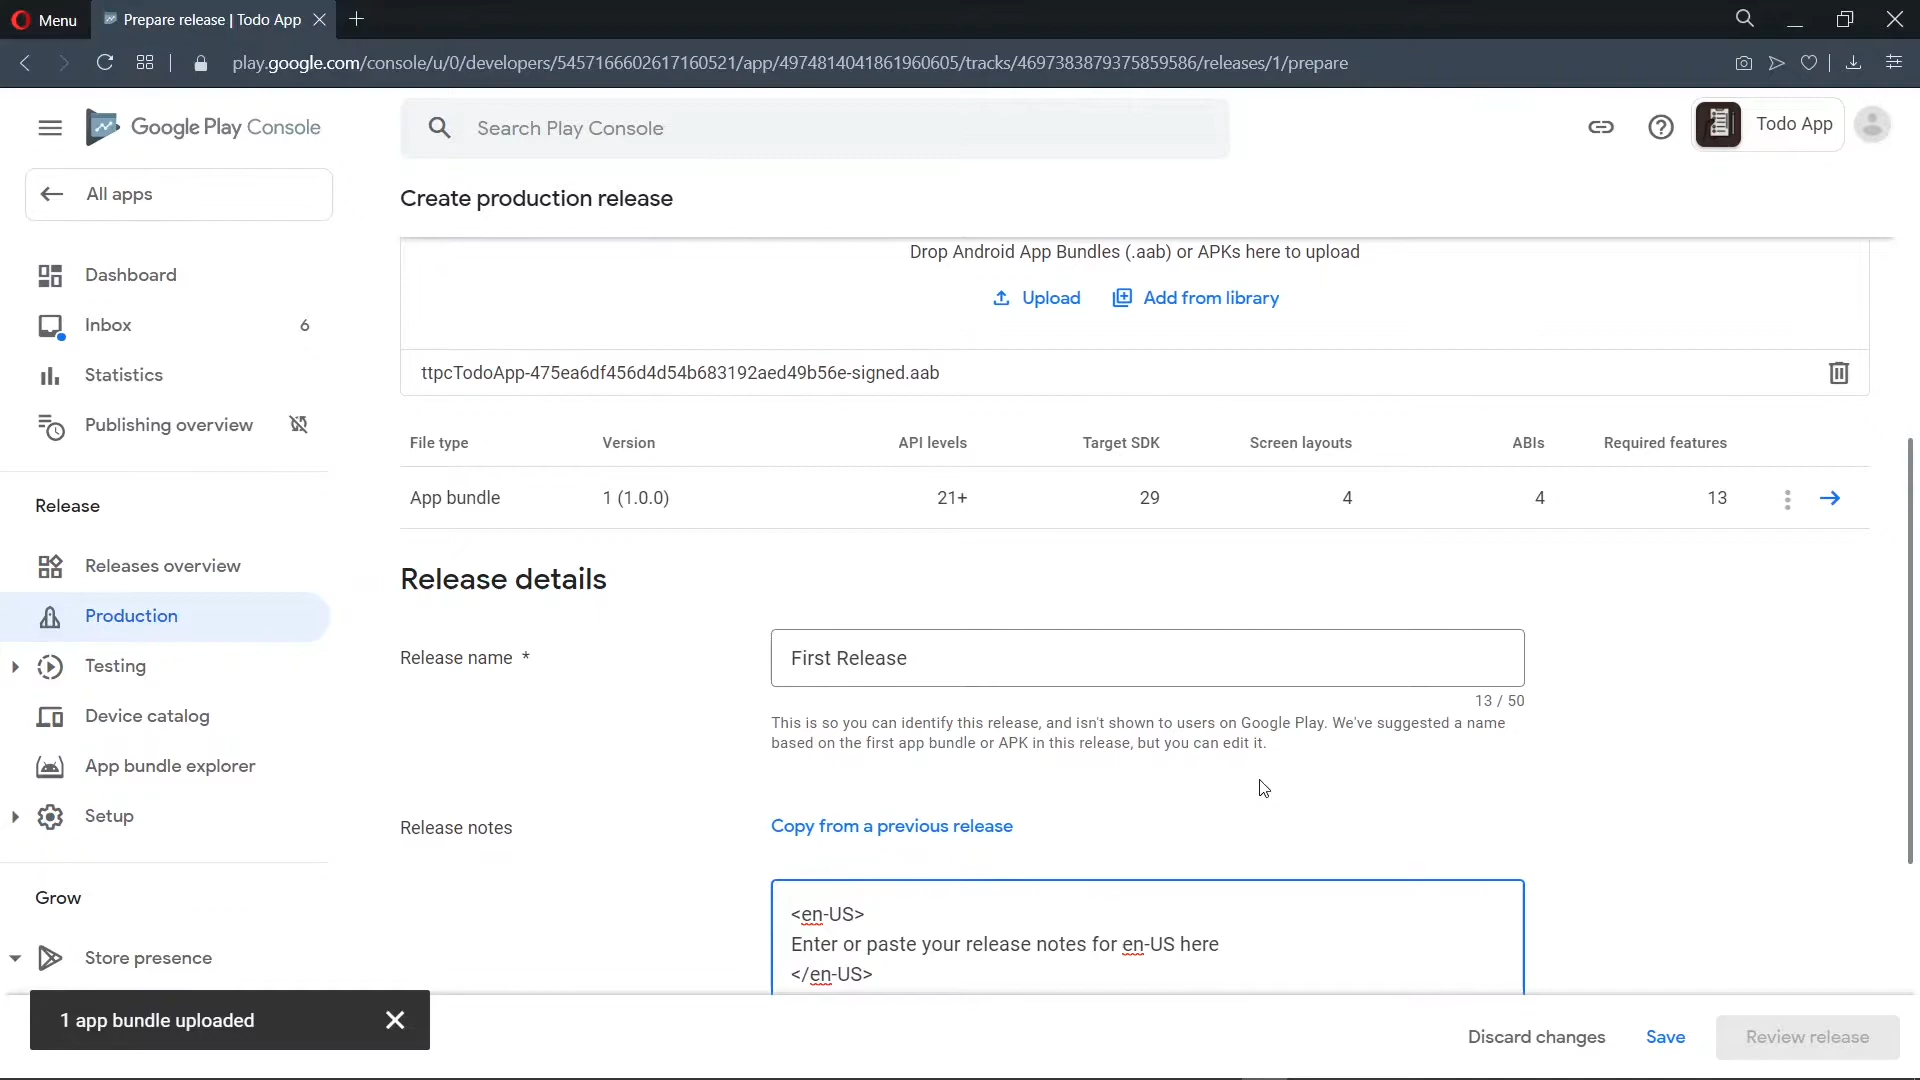 Menu
Prepare release | Todo App
play.google.com/console/u/0/developers/5457166602617160521/app/4974814041861960605/tracks/4697383879375859586/releases/1/prepare
Google Play Console
Search Play Console
Todo App
All apps
Create production release
Drop Android App Bundles (.aab) or APKs here to upload
Dashboard
Upload
Add from library
Inbox
6
Statistics
ttpcTodoApp-475ea6df456d4d54b683192aed49b56e-signed.aab
Publishing overview
File type Version API levels Target SDK Screen layouts ABIs Required features
App bundle 1 (1.0.0) 21+ 29 4 4 13
Release
Releases overview
Production
Testing
Device catalog
App bundle explorer
Setup
Grow
Store presence
Release details
Release name *
First Release
13 / 50
This is so you can identify this release, and isn't shown to users on Google Play. We've suggested a name
based on the first app bundle or APK in this release, but you can edit it.
Release notes
Copy from a previous release
<en-US>
Enter or paste your release notes for en-US here
</en-US>
1 app bundle uploaded
Discard changes
Save
Review release